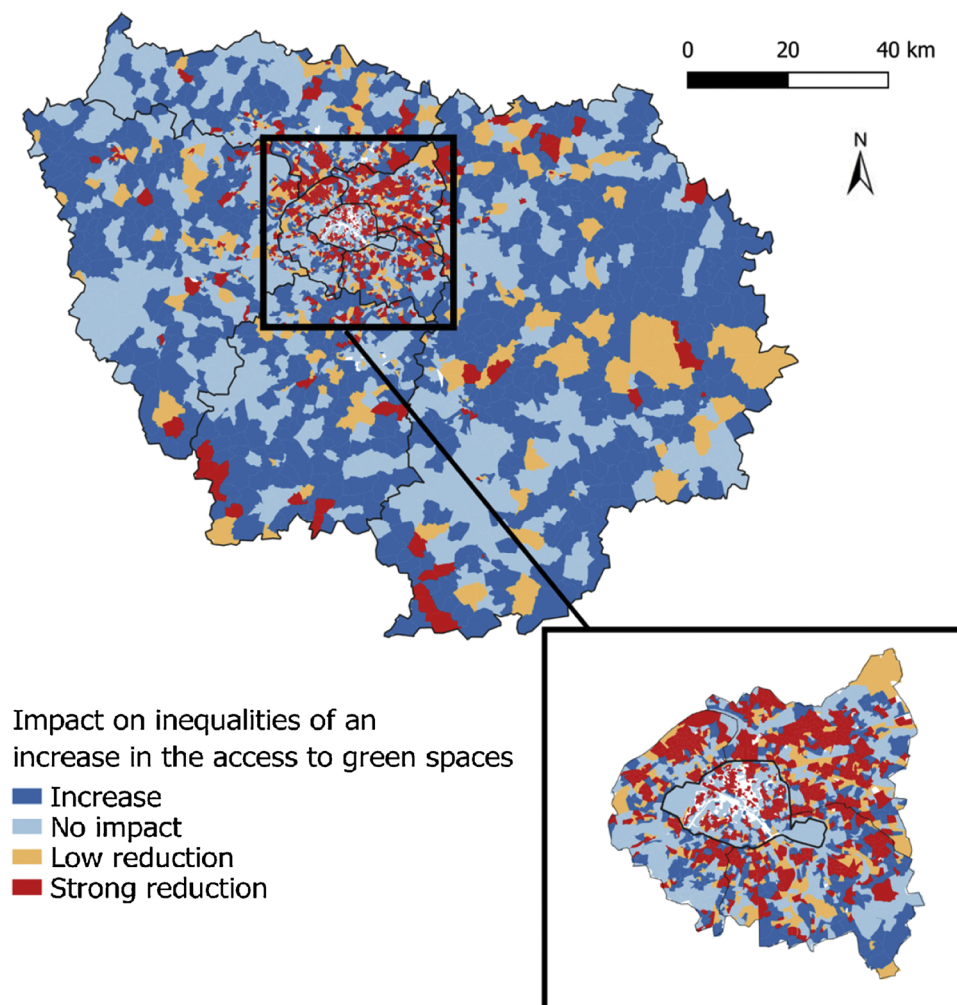 0 20 40 km
N
Impact on inequalities of an
increase in the access to green spaces
Increase
No impact
Low reduction
Strong reduction